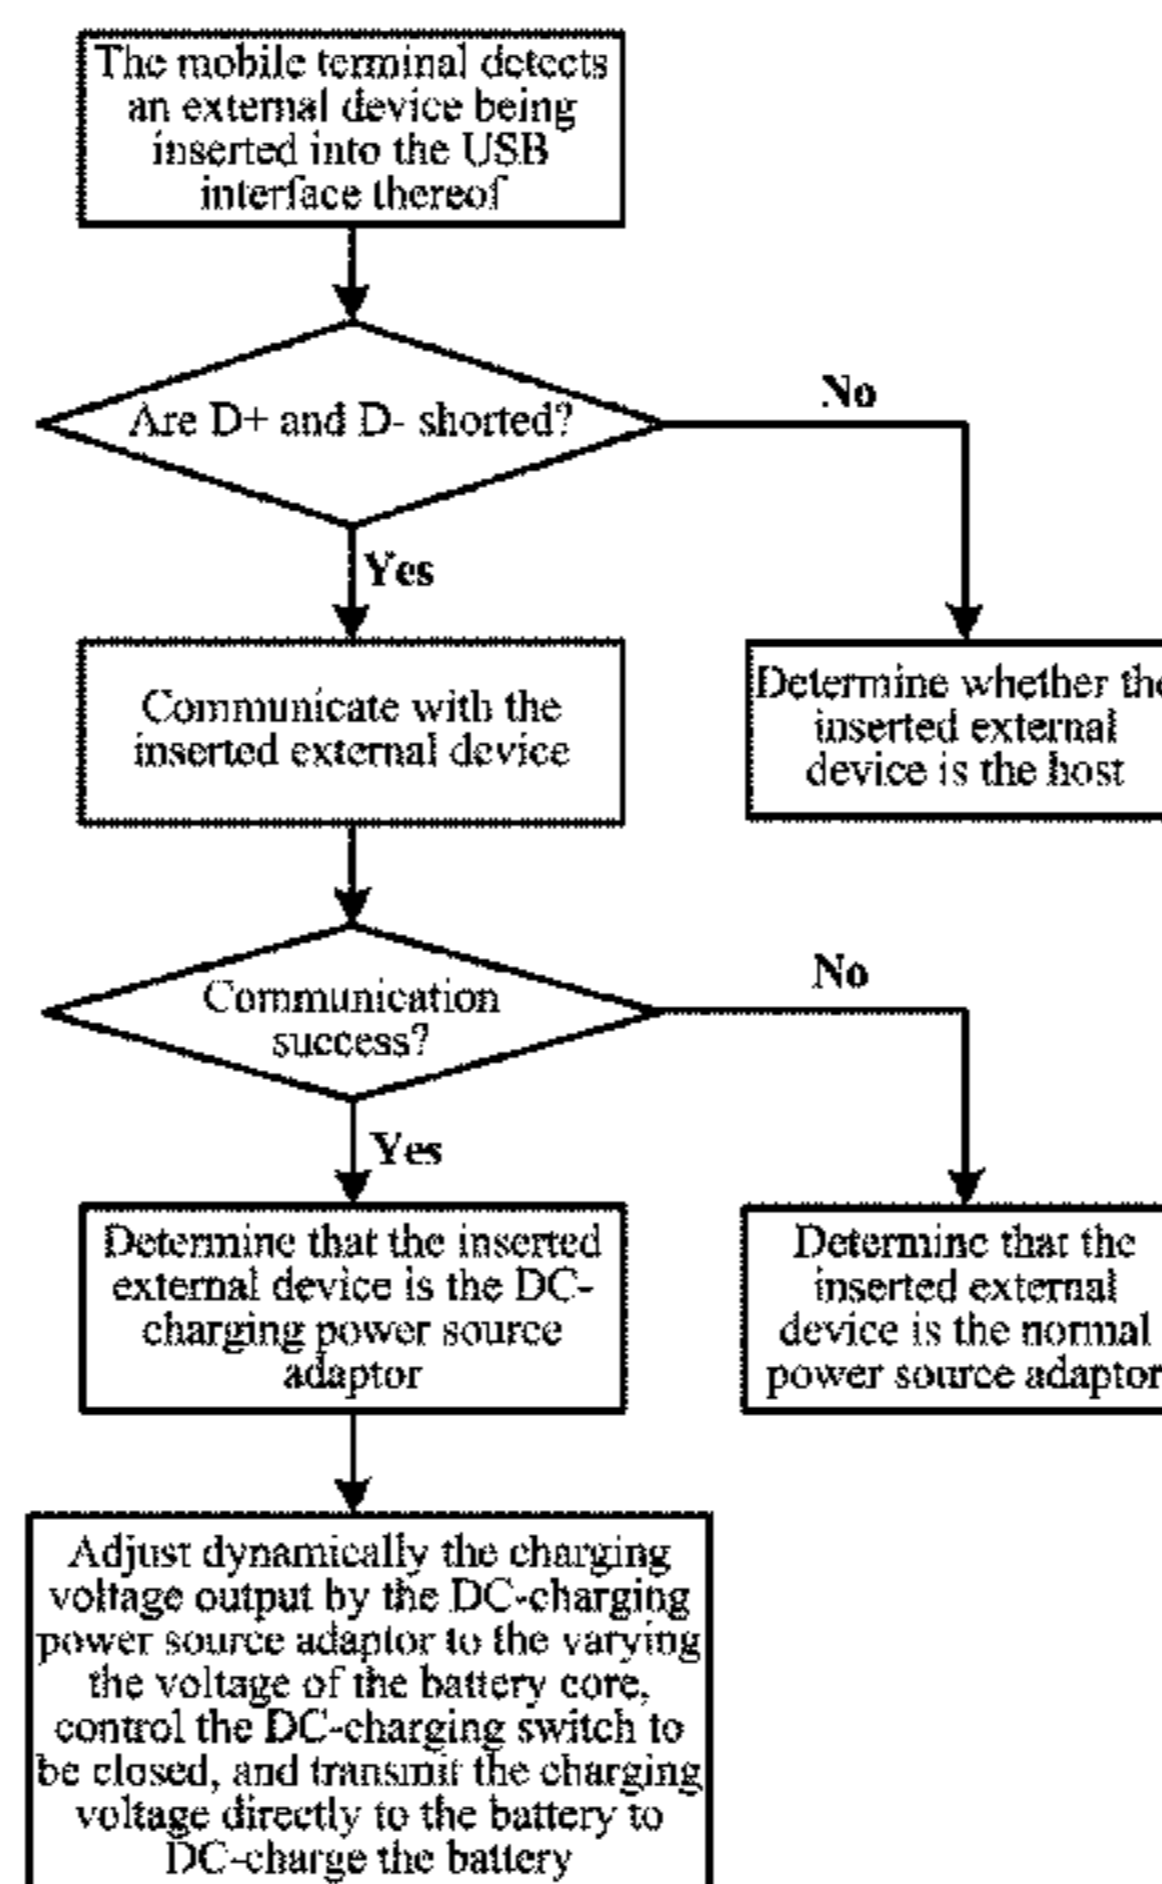 The mobile terminal detects
an external device being
inserted into the USB
interface thereof
Are D+ and D- shorted?
No
Yes
Communicate with the
inserted external device
Determine whether the
inserted external
device is the host
Communication
success?
No
Yes
Determine that the inserted
external device is the DC-
charging power source
adaptor
Determine that the
inserted external
device is the normal
power source adaptor
Adjust dynamically the charging
voltage output by the DC-charging
power source adaptor to the varying
the voltage of the battery core,
control the DC-charging switch to
be closed, and transmit the charging
voltage directly to the battery to
DC-charge the battery